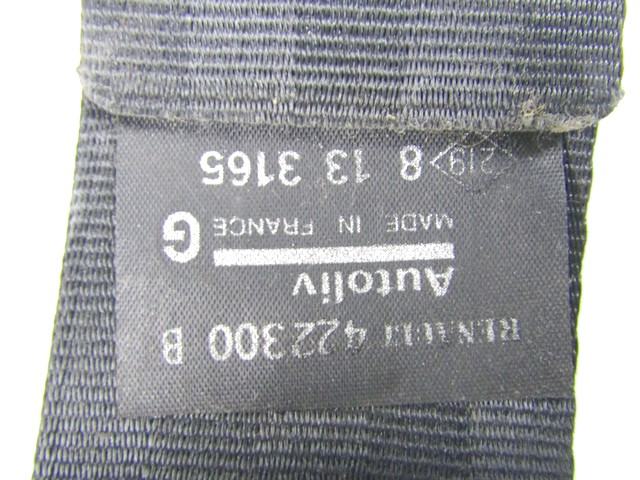 RENAULT 422300 B
Autoliv
MADE IN FRANCE G
219 8 13 3165